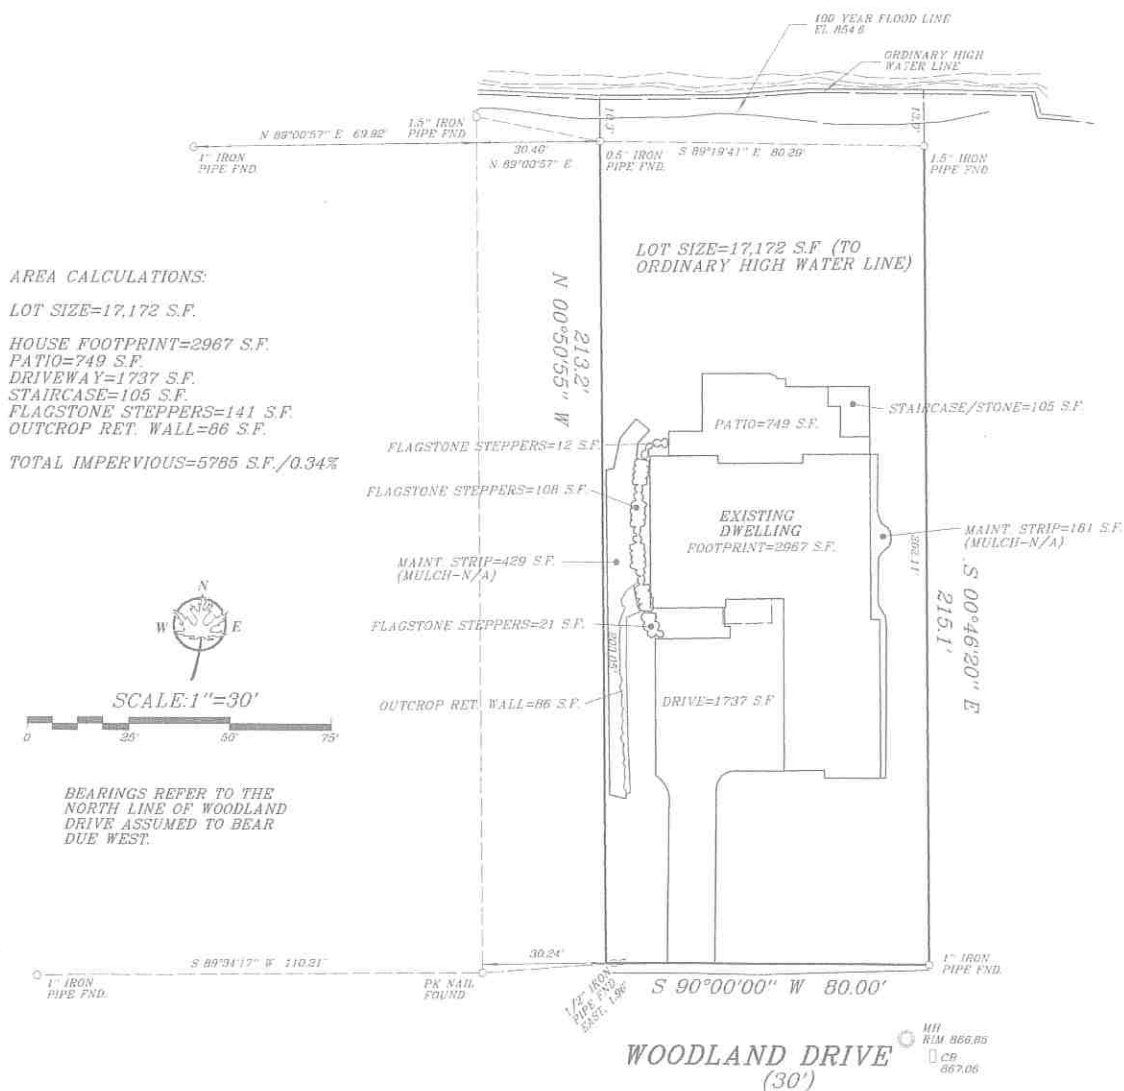 100 YEAR FLOOD LINE
EL. 854.6
ORDINARY HIGH
WATER LINE
N 89°00'57" E 69.92'
1.5" IRON
PIPE FND.
1" IRON
PIPE FND.
30.46'
N 89°00'57" E
0.5" IRON
PIPE FND.
S 89°19'41" E 80.29'
1.5" IRON
PIPE FND.
LOT SIZE=17,172 S.F (TO
ORDINARY HIGH WATER LINE)
AREA CALCULATIONS:
LOT SIZE=17,172 S.F.
HOUSE FOOTPRINT=2967 S.F.
PATIO=749 S.F.
DRIVEWAY=1737 S.F.
STAIRCASE=105 S.F.
FLAGSTONE STEPPERS=141 S.F.
OUTCROP RET. WALL=86 S.F.
TOTAL IMPERVIOUS=5785 S.F./0.34%
N 00°50'55" W
213.2'
STAIRCASE/STONE=105 S.F.
PATIO=749 S.F.
FLAGSTONE STEPPERS=12 S.F.
FLAGSTONE STEPPERS=108 S.F.
EXISTING
DWELLING
FOOTPRINT=2967 S.F.
MAINT. STRIP=161 S.F.
(MULCH-N/A)
MAINT. STRIP=429 S.F.
(MULCH-N/A)
202.11'
S 00°46'20" E
215.1'
FLAGSTONE STEPPERS=21 S.F.
OUTCROP RET. WALL=86 S.F.
DRIVE=1737 S.F
N
W E
SCALE:1"=30'
0 25' 50' 75'
BEARINGS REFER TO THE
NORTH LINE OF WOODLAND
DRIVE ASSUMED TO BEAR
DUE WEST.
S 89°34'17" W 110.21'
30.24'
1" IRON
PIPE FND.
PK NAIL
FOUND
1/2" IRON
PIPE FND
EAST, 1.96'
S 90°00'00" W 80.00'
1" IRON
PIPE FND.
WOODLAND DRIVE
(30')
MH
RIM 866.85
CB
867.06